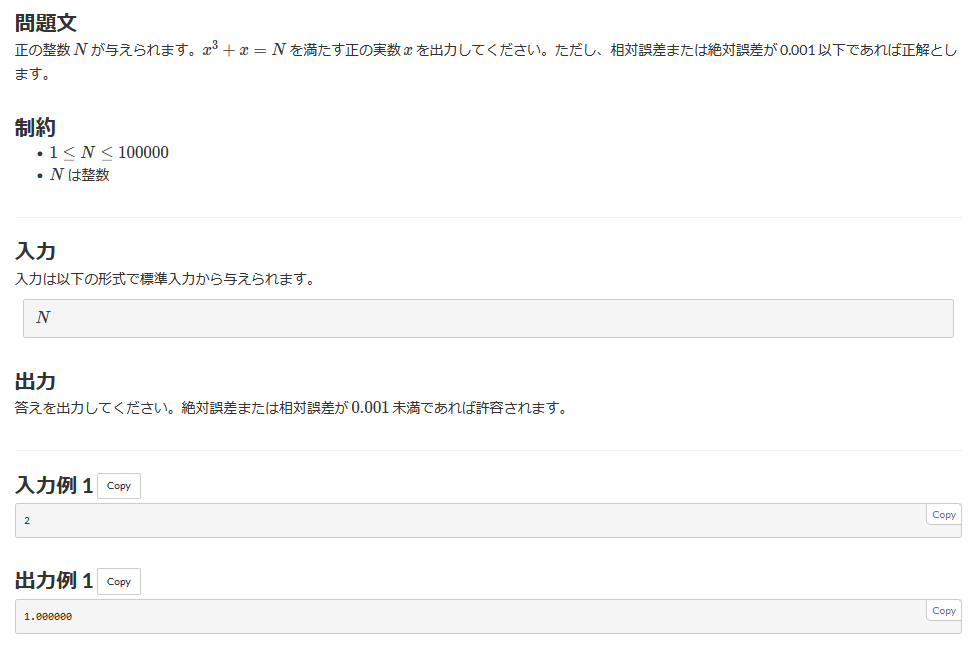 問題文
正の整数 N が与えられます。x³ + x = N を満たす正の実数 x を出力してください。ただし、相対誤差または絶対誤差が 0.001 以下であれば正解とし
ます。
制約
• 1 ≤ N ≤ 100000
• N は整数
入力
入力は以下の形式で標準入力から与えられます。
N
出力
答えを出力してください。絶対誤差または相対誤差が 0.001 未満であれば許容されます。
入力例 1 Copy
Copy
2
出力例 1 Copy
Copy
1.000000